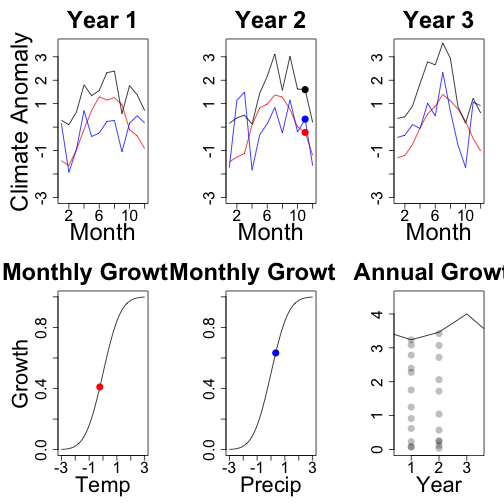 Year 1 Year 2 Year 3
Climate Anomaly
3 3 3
1 1 1
-1 -1 -1
-3 -3 -3
2 6 10 2 6 10 2 6 10
Month Month Month
Monthly Growt Monthly Growt Annual Growt
Growth
0.8 0.8 4
3
0.4 0.4 2
1
0.0 0.0 0
-3 -1 1 3 -3 -1 1 3 1 2 3
Temp Precip Year